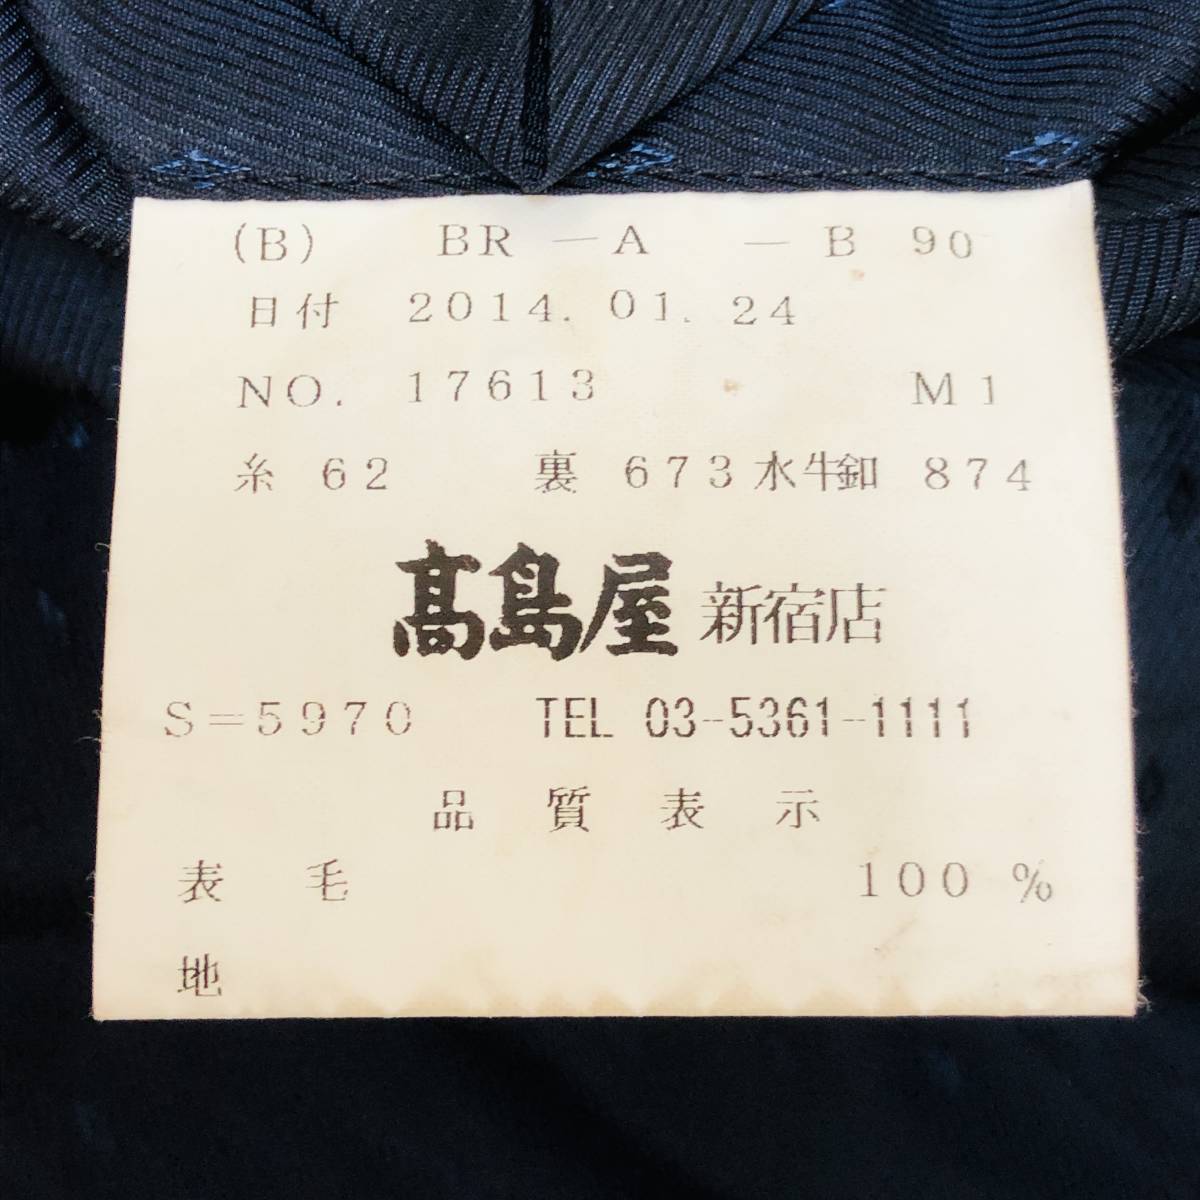 (B) BR－A －B 90
日付 2014. 01. 24
NO. 17613 M1
糸 62 裏 673 水牛釦 874
髙島屋 新宿店
S＝5970 TEL 03-5361-1111
品質表示
表 毛 100 %
地